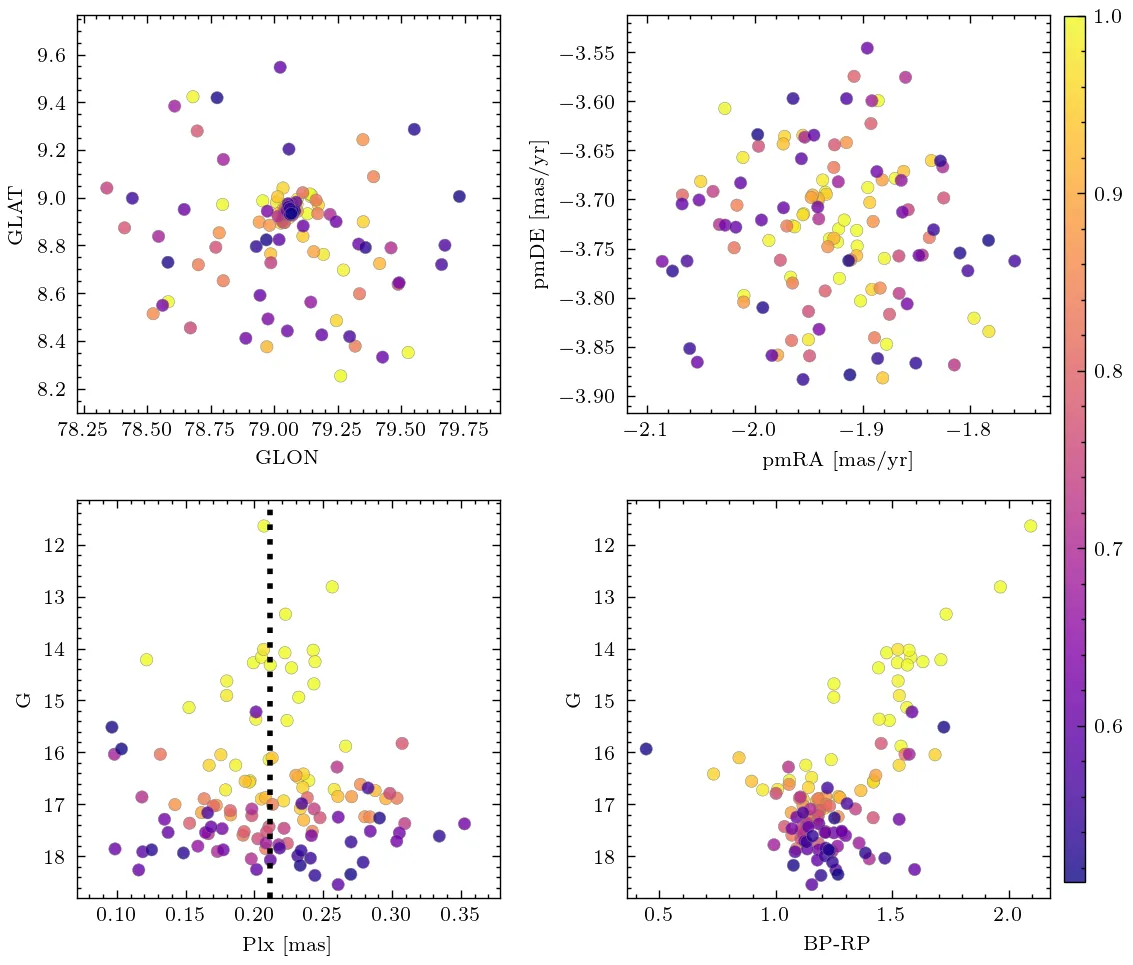 9.6
9.4
9.2
9.0
8.8
8.6
8.4
8.2
GLAT
78.25 78.50 78.75 79.00 79.25 79.50 79.75
GLON
−3.55
−3.60
−3.65
−3.70
−3.75
−3.80
−3.85
−3.90
pmDE [mas/yr]
−2.1 −2.0 −1.9 −1.8
pmRA [mas/yr]
1.0
0.9
0.8
0.7
0.6
12
13
14
15
16
17
18
G
0.10 0.15 0.20 0.25 0.30 0.35
Plx [mas]
12
13
14
15
16
17
18
G
0.5 1.0 1.5 2.0
BP-RP